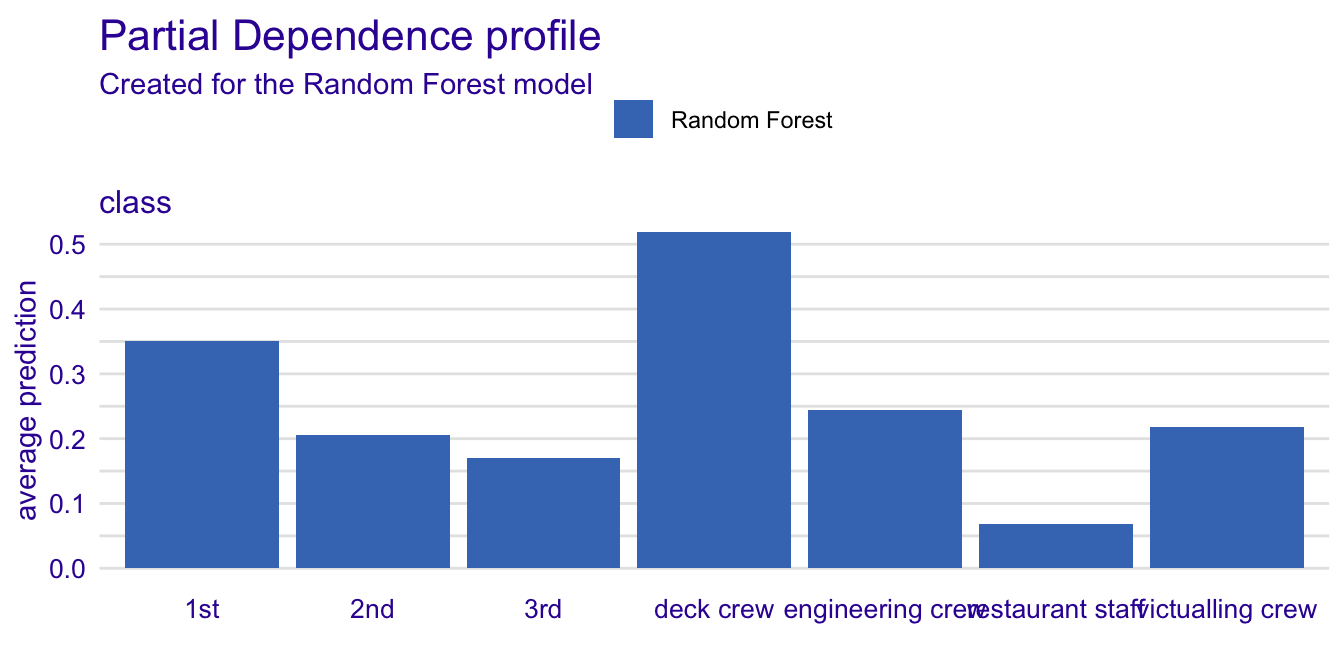 Partial Dependence profile
Created for the Random Forest model
Random Forest
class
average prediction
0.5
0.4
0.3
0.2
0.1
0.0
1st
2nd
3rd
deck crew
engineering crew
restaurant staff
victualling crew